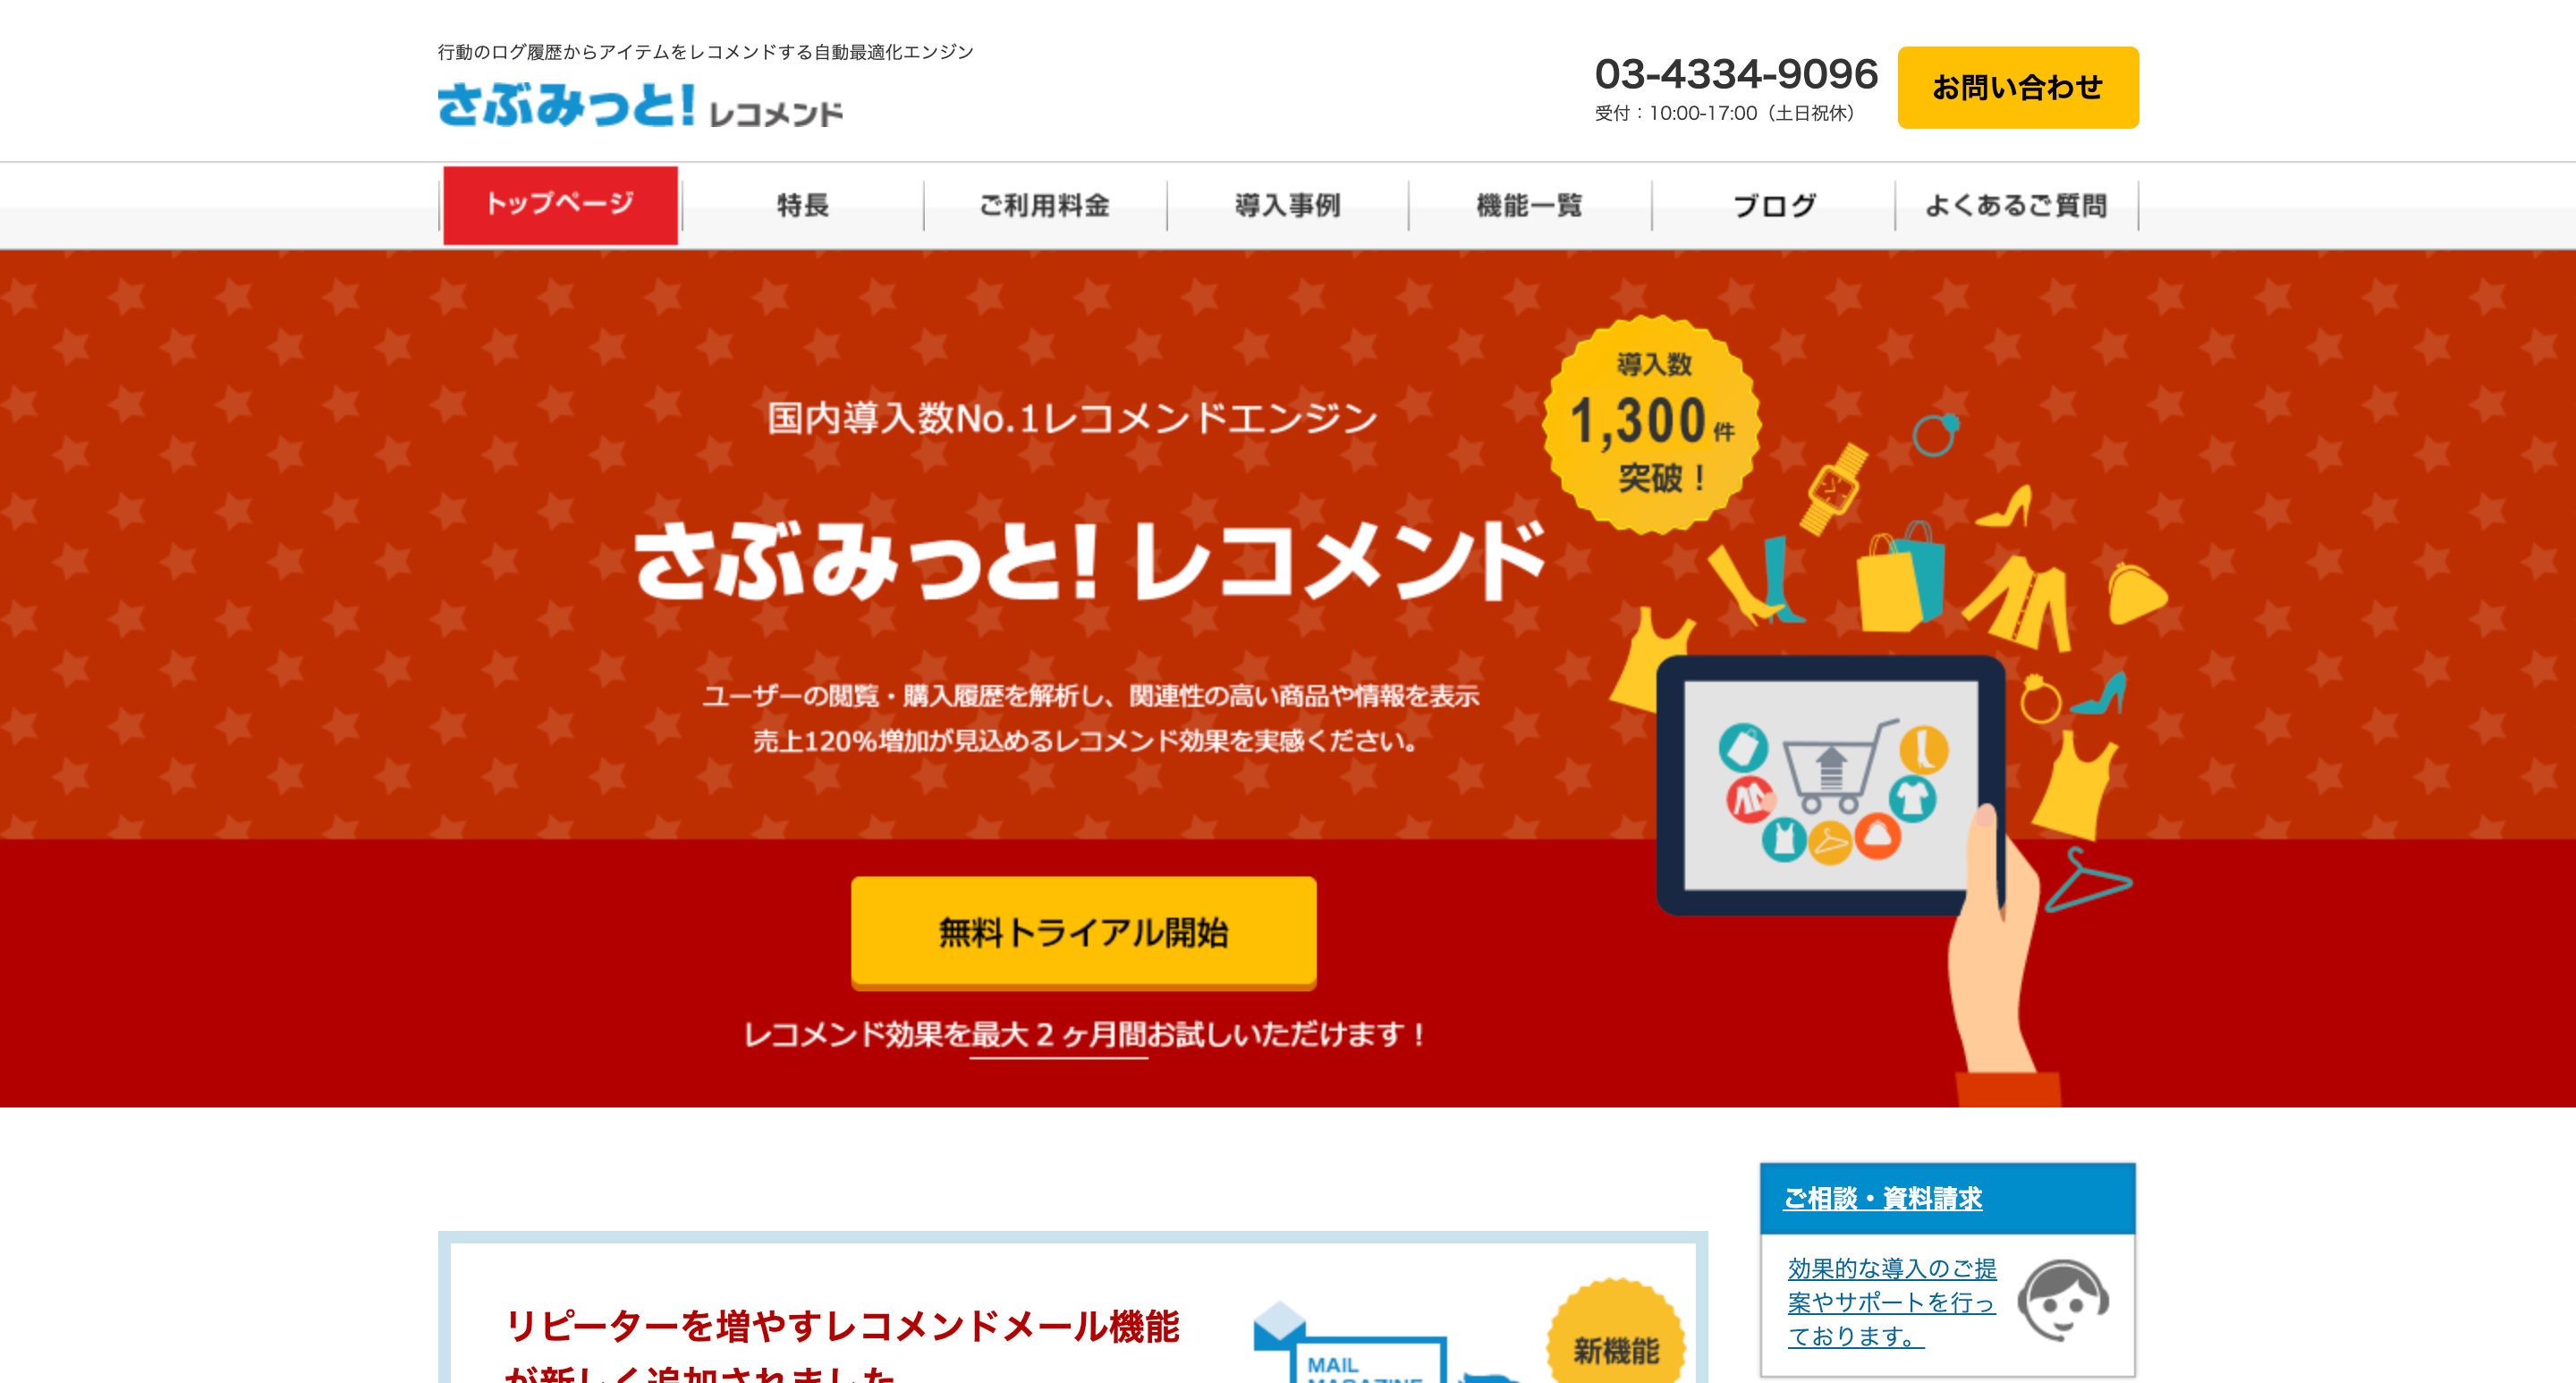 行動のログ履歴からアイテムをレコメンドする自動最適化エンジン
さぶみっと！レコメンド
03-4334-9096
受付：10:00-17:00（土日祝休）
お問い合わせ
トップページ
特長
ご利用料金
導入事例
機能一覧
ブログ
よくあるご質問
国内導入数No.1レコメンドエンジン
導入数
1,300件
突破！
さぶみっと！レコメンド
ユーザーの閲覧・購入履歴を解析し、関連性の高い商品や情報を表示
売上120%増加が見込めるレコメンド効果を実感ください。
無料トライアル開始
レコメンド効果を最大２ヶ月間お試しいただけます！
リピーターを増やすレコメンドメール機能
が新しく追加されました
MAIL
MAGAZINE
新機能
ご相談・資料請求
効果的な導入のご提
案やサポートを行っ
ております。